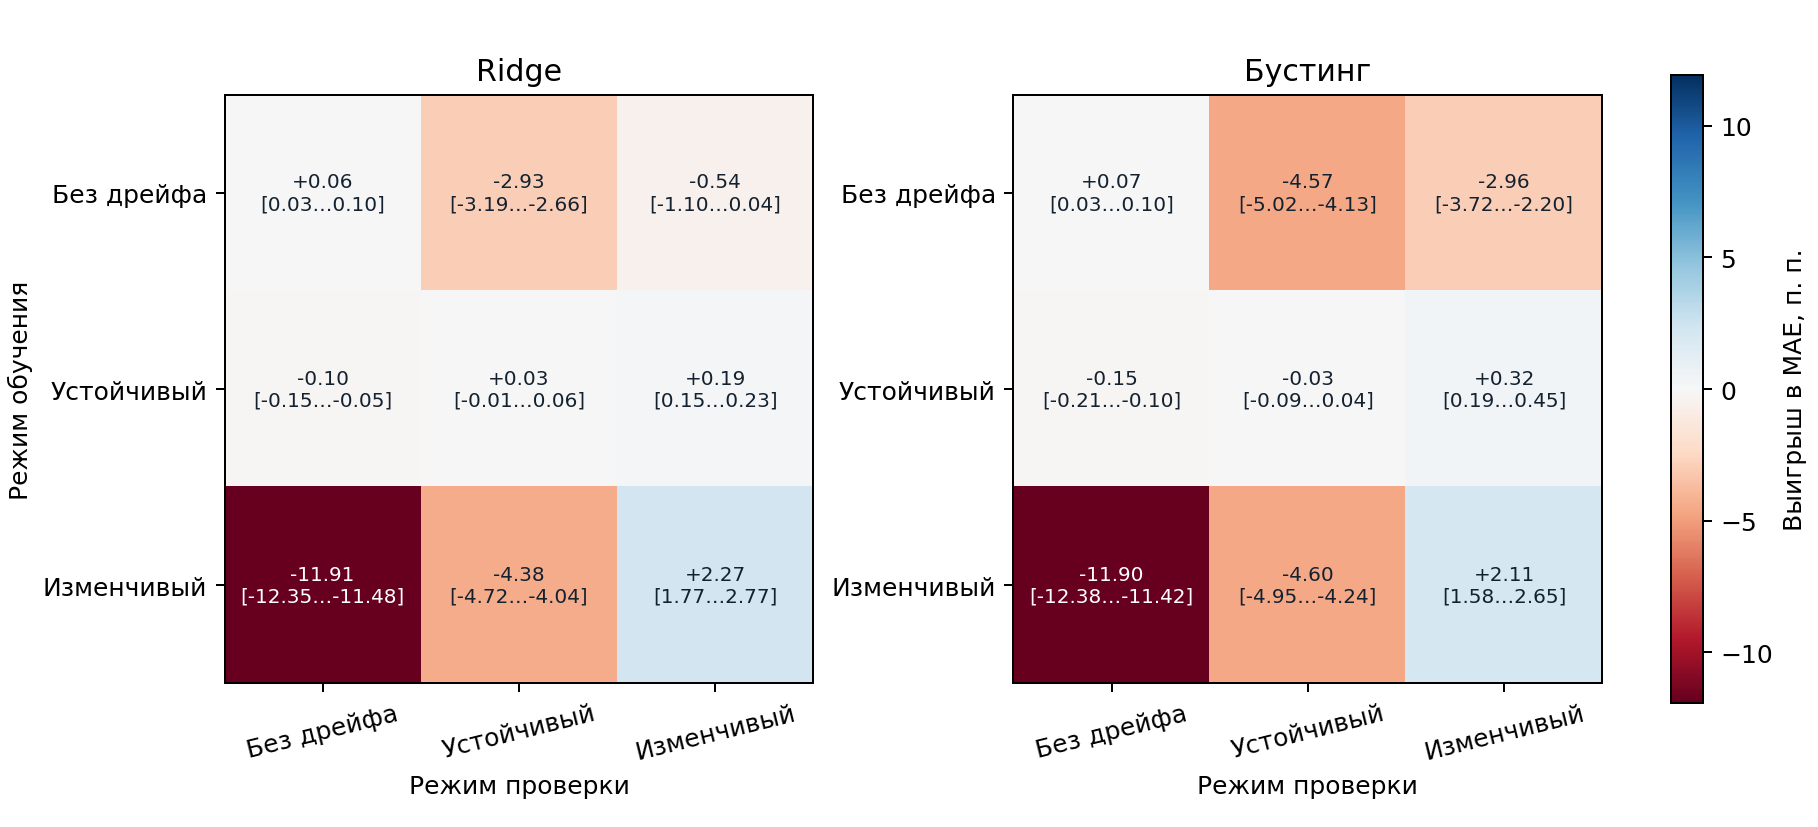 Ridge
Без дрейфа
+0.06
[0.03...0.10]
-2.93
[-3.19...-2.66]
-0.54
[-1.10...0.04]
Устойчивый
-0.10
[-0.15...-0.05]
+0.03
[-0.01...0.06]
+0.19
[0.15...0.23]
Изменчивый
-11.91
[-12.35...-11.48]
-4.38
[-4.72...-4.04]
+2.27
[1.77...2.77]
Режим обучения
Без дрейфа
Устойчивый
Изменчивый
Режим проверки
Бустинг
Без дрейфа
+0.07
[0.03...0.10]
-4.57
[-5.02...-4.13]
-2.96
[-3.72...-2.20]
Устойчивый
-0.15
[-0.21...-0.10]
-0.03
[-0.09...0.04]
+0.32
[0.19...0.45]
Изменчивый
-11.90
[-12.38...-11.42]
-4.60
[-4.95...-4.24]
+2.11
[1.58...2.65]
Без дрейфа
Устойчивый
Изменчивый
Режим проверки
10
5
0
−5
−10
Выигрыш в MAE, п. п.